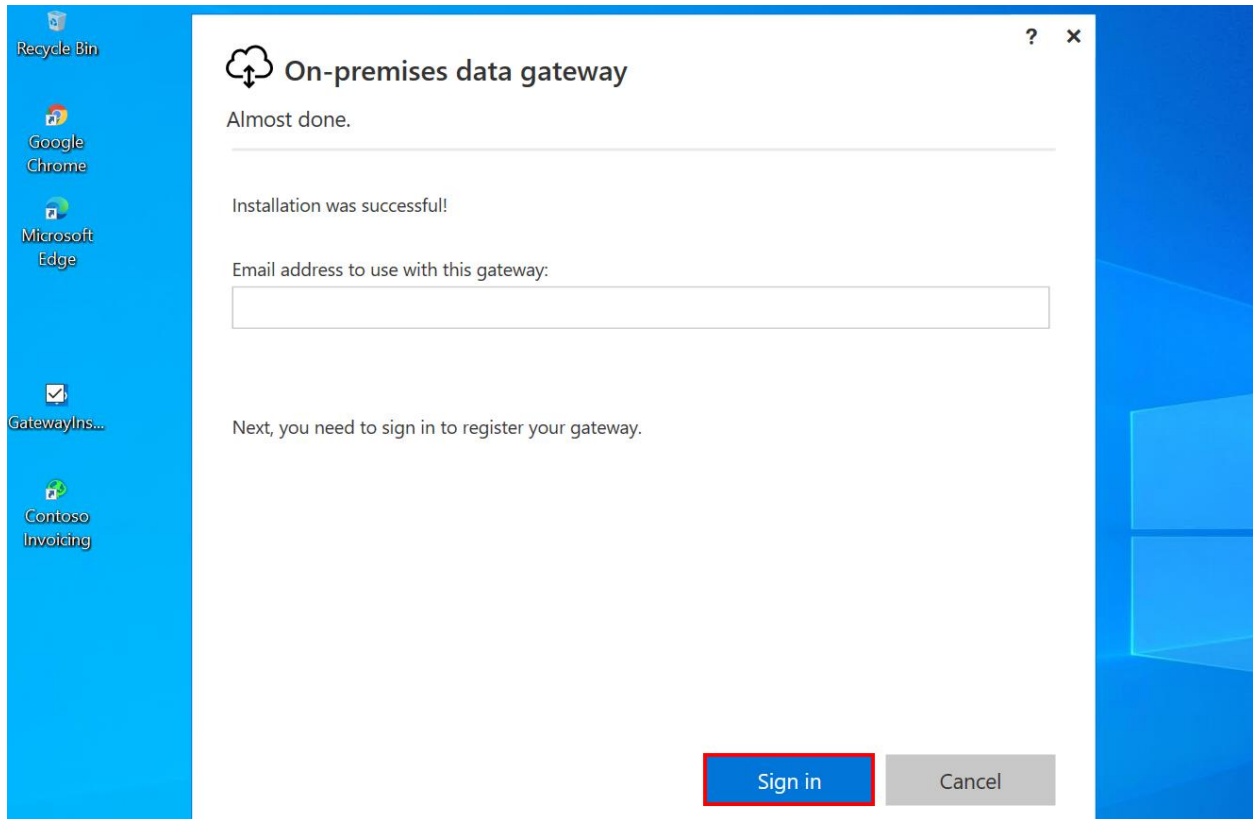 Recycle Bin
Google
Chrome
Microsoft
Edge
GatewayIns...
Contoso
Invoicing
? ×
On-premises data gateway
Almost done.
Installation was successful!
Email address to use with this gateway:
Next, you need to sign in to register your gateway.
Sign in
Cancel